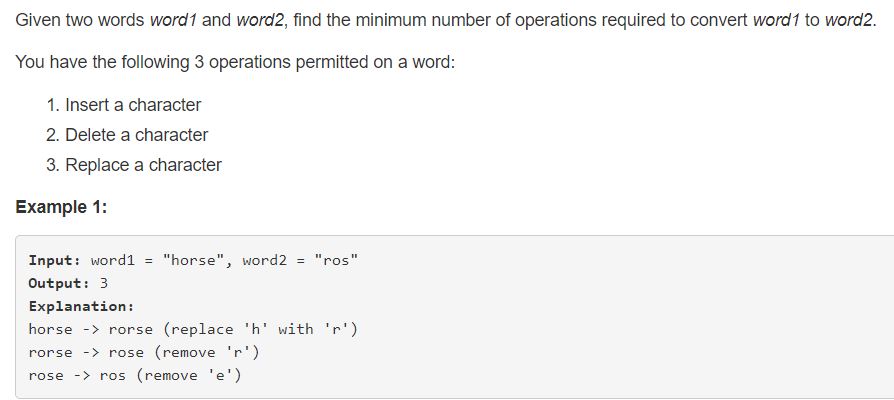 Given two words word1 and word2, find the minimum number of operations required to convert word1 to word2.
You have the following 3 operations permitted on a word:
1. Insert a character
2. Delete a character
3. Replace a character
Example 1:
Input: word1 = "horse", word2 = "ros"
Output: 3
Explanation:
horse -> rorse (replace 'h' with 'r')
rorse -> rose (remove 'r')
rose -> ros (remove 'e')